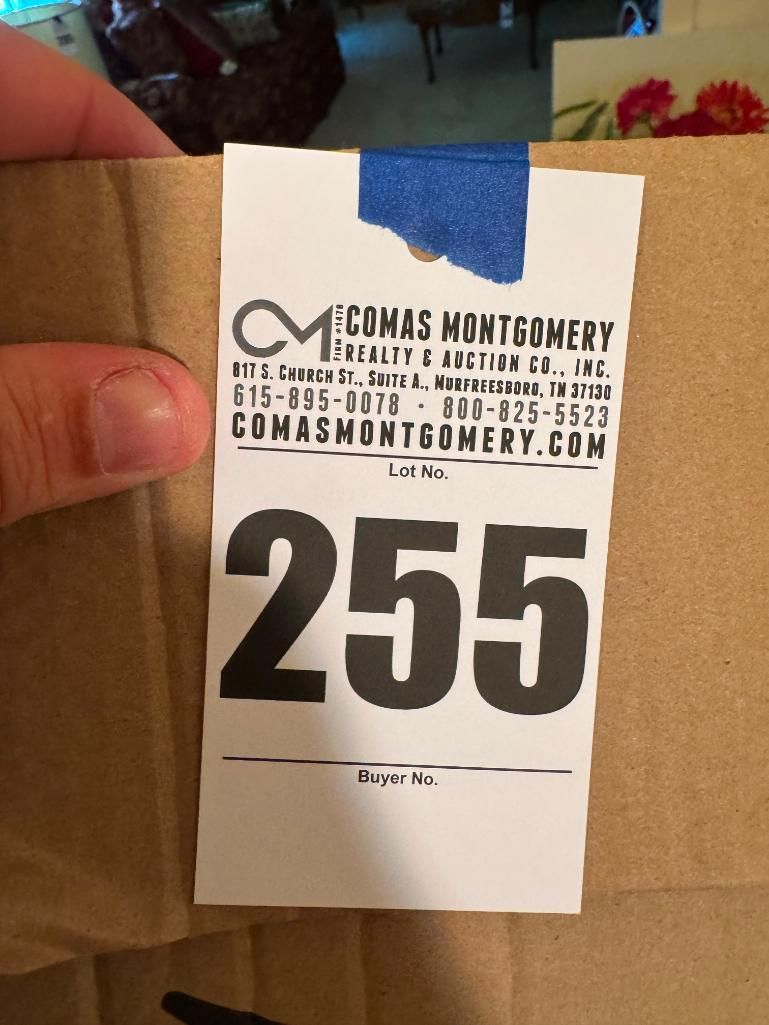 CM
FIRM #1478
COMAS MONTGOMERY
REALTY & AUCTION CO., INC.
817 S. CHURCH ST., SUITE A., MURFREESBORO, TN 37130
615-895-0078 · 800-825-5523
COMASMONTGOMERY.COM
Lot No.
255
Buyer No.